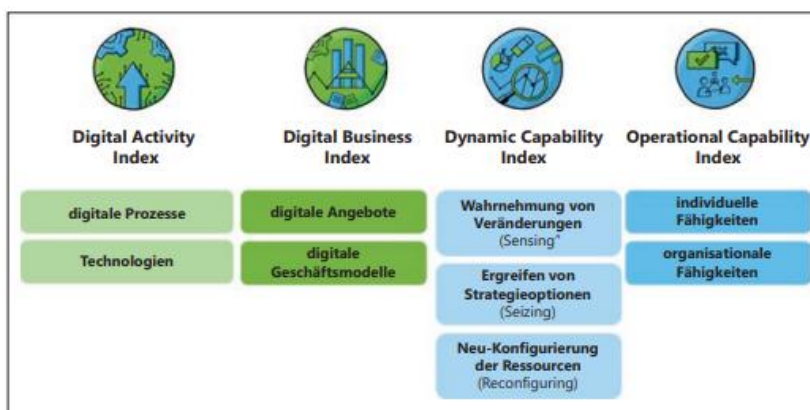 Digital Activity
Index
digitale Prozesse
Technologien
Digital Business
Index
digitale Angebote
digitale
Geschäftsmodelle
Dynamic Capability
Index
Wahrnehmung von
Veränderungen
(Sensing"
Ergreifen von
Strategieoptionen
(Seizing)
Neu-Konfigurierung
der Ressourcen
(Reconfiguring)
Operational Capability
Index
individuelle
Fähigkeiten
organisationale
Fähigkeiten